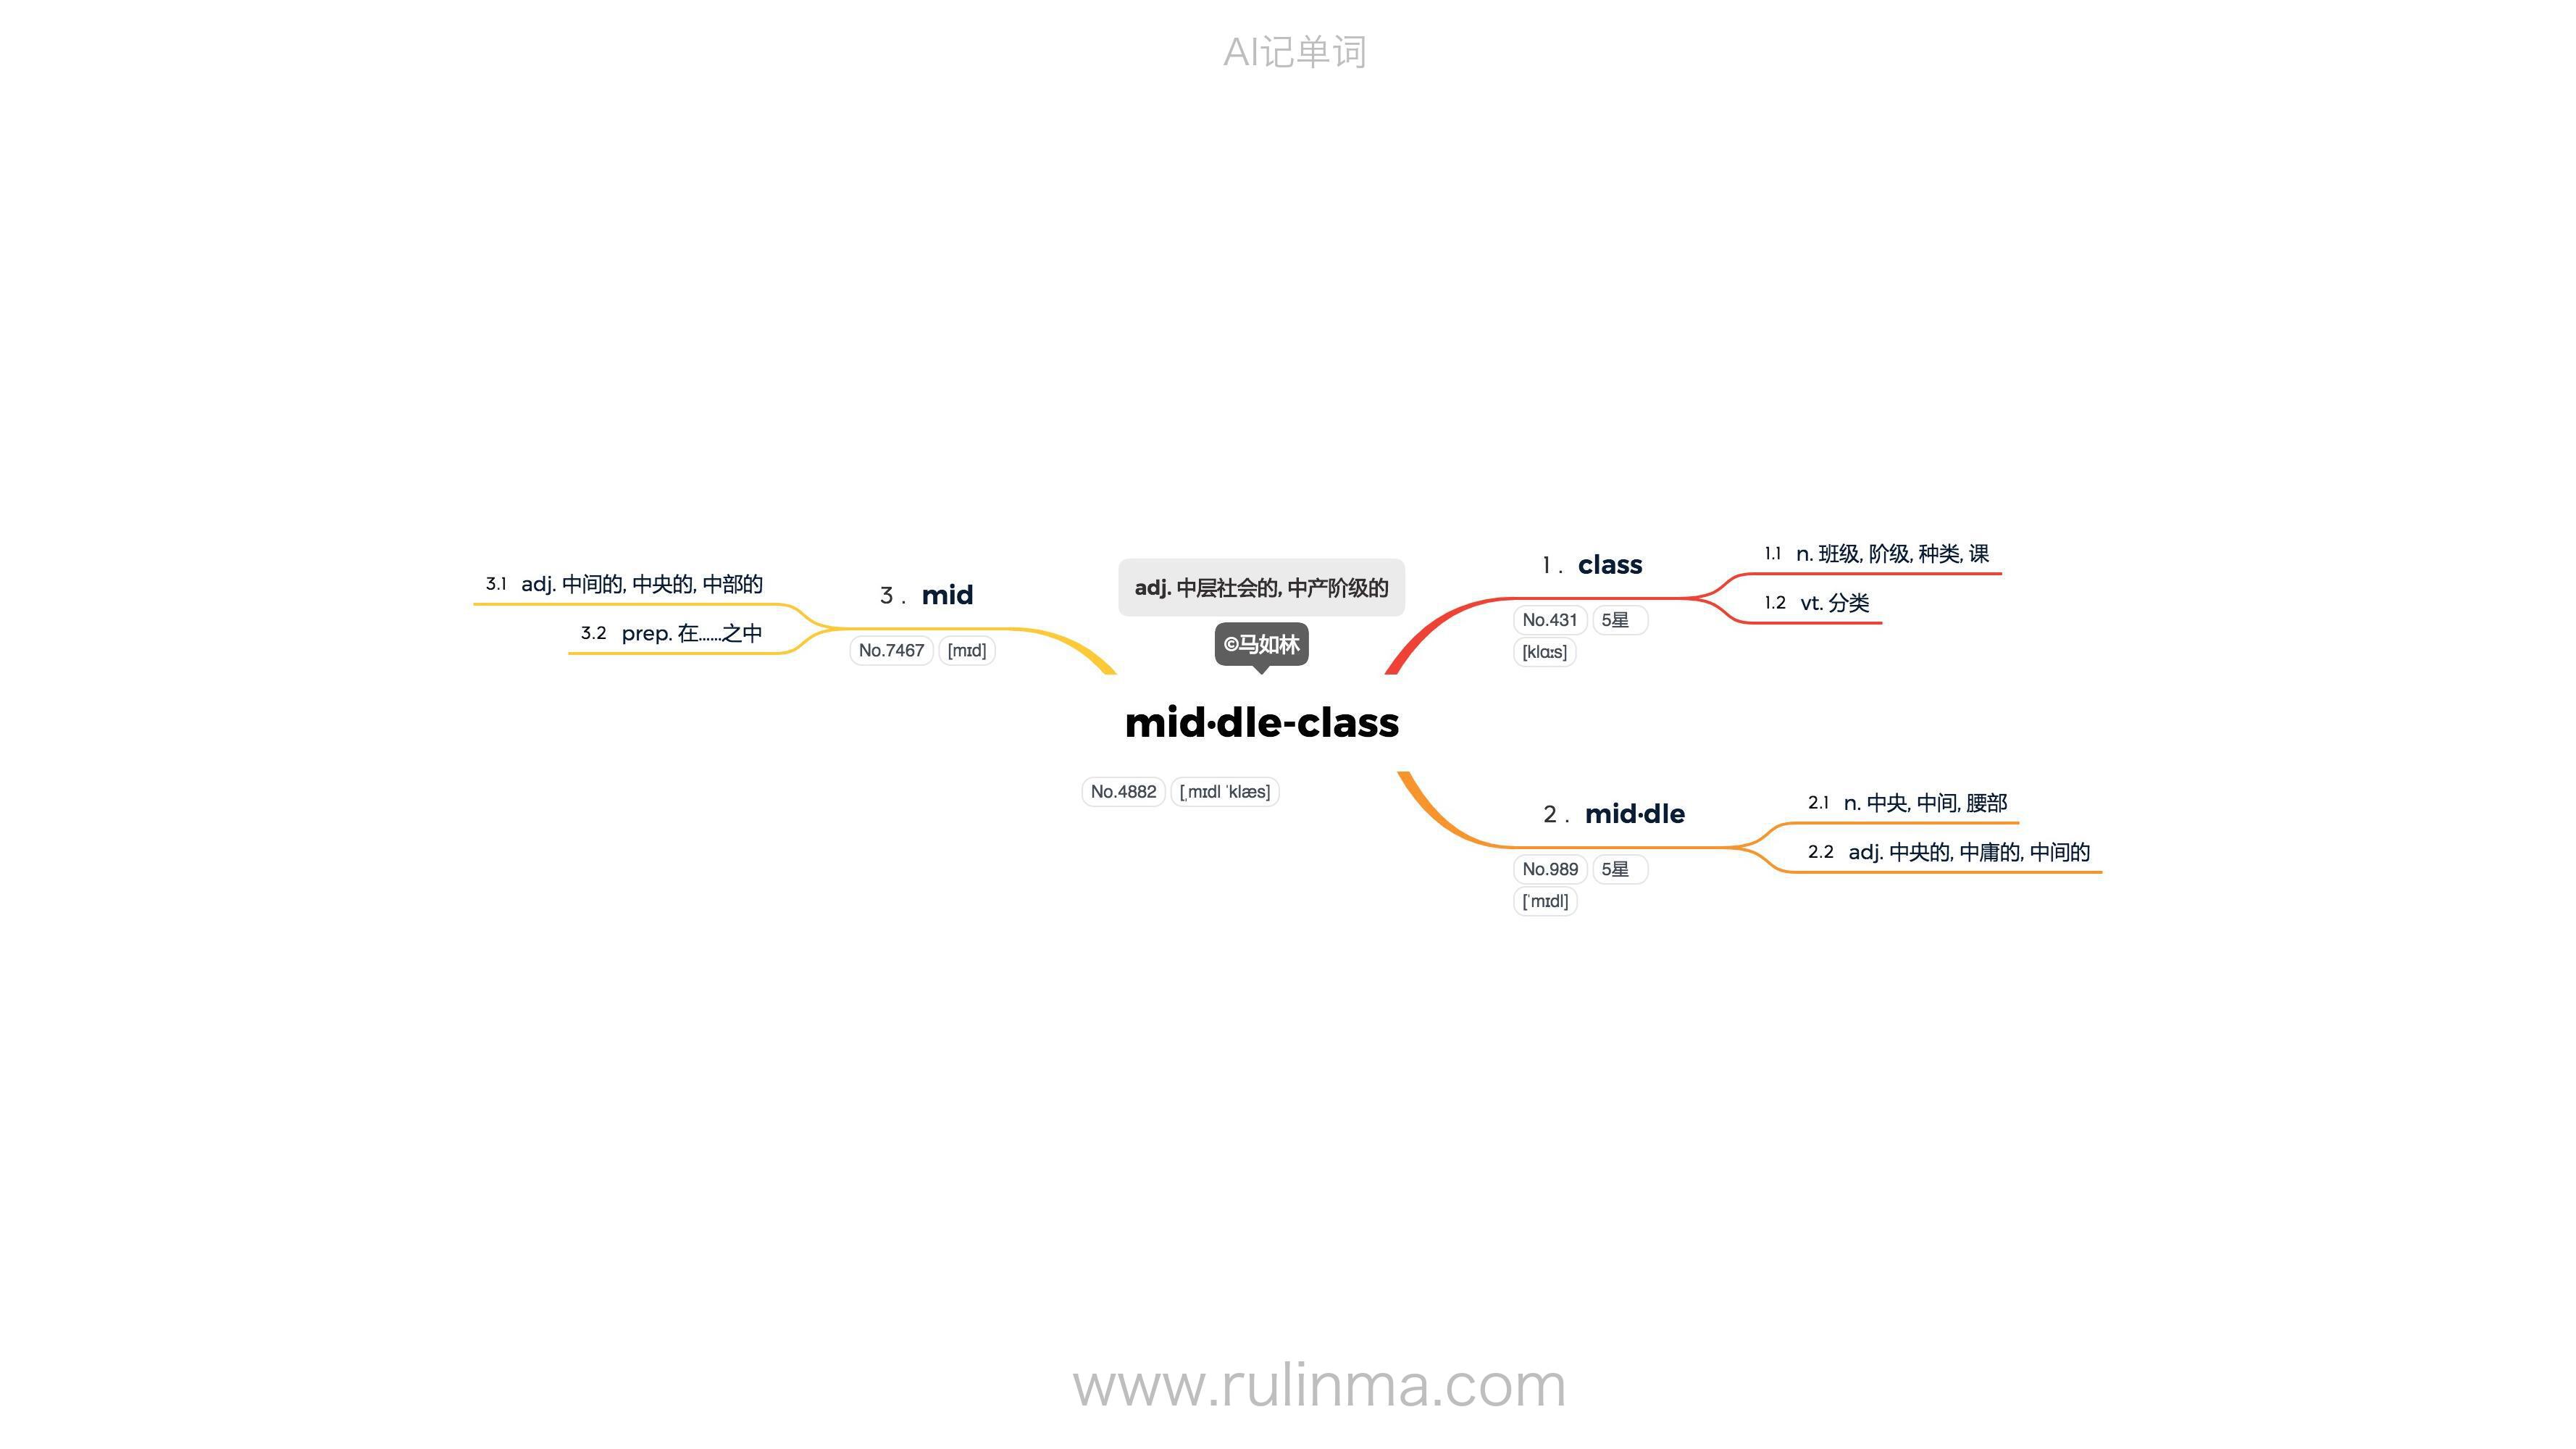 AI记单词
adj. 中层社会的, 中产阶级的
©马如林
mid·dle-class
No.4882 [ˌmɪdl ˈklæs]
1 . class
No.431 5星
[klɑːs]
1.1 n. 班级, 阶级, 种类, 课
1.2 vt. 分类
2 . mid·dle
No.989 5星
[ˈmɪdl]
2.1 n. 中央, 中间, 腰部
2.2 adj. 中央的, 中庸的, 中间的
3 . mid
No.7467 [mɪd]
3.1 adj. 中间的, 中央的, 中部的
3.2 prep. 在……之中
www.rulinma.com